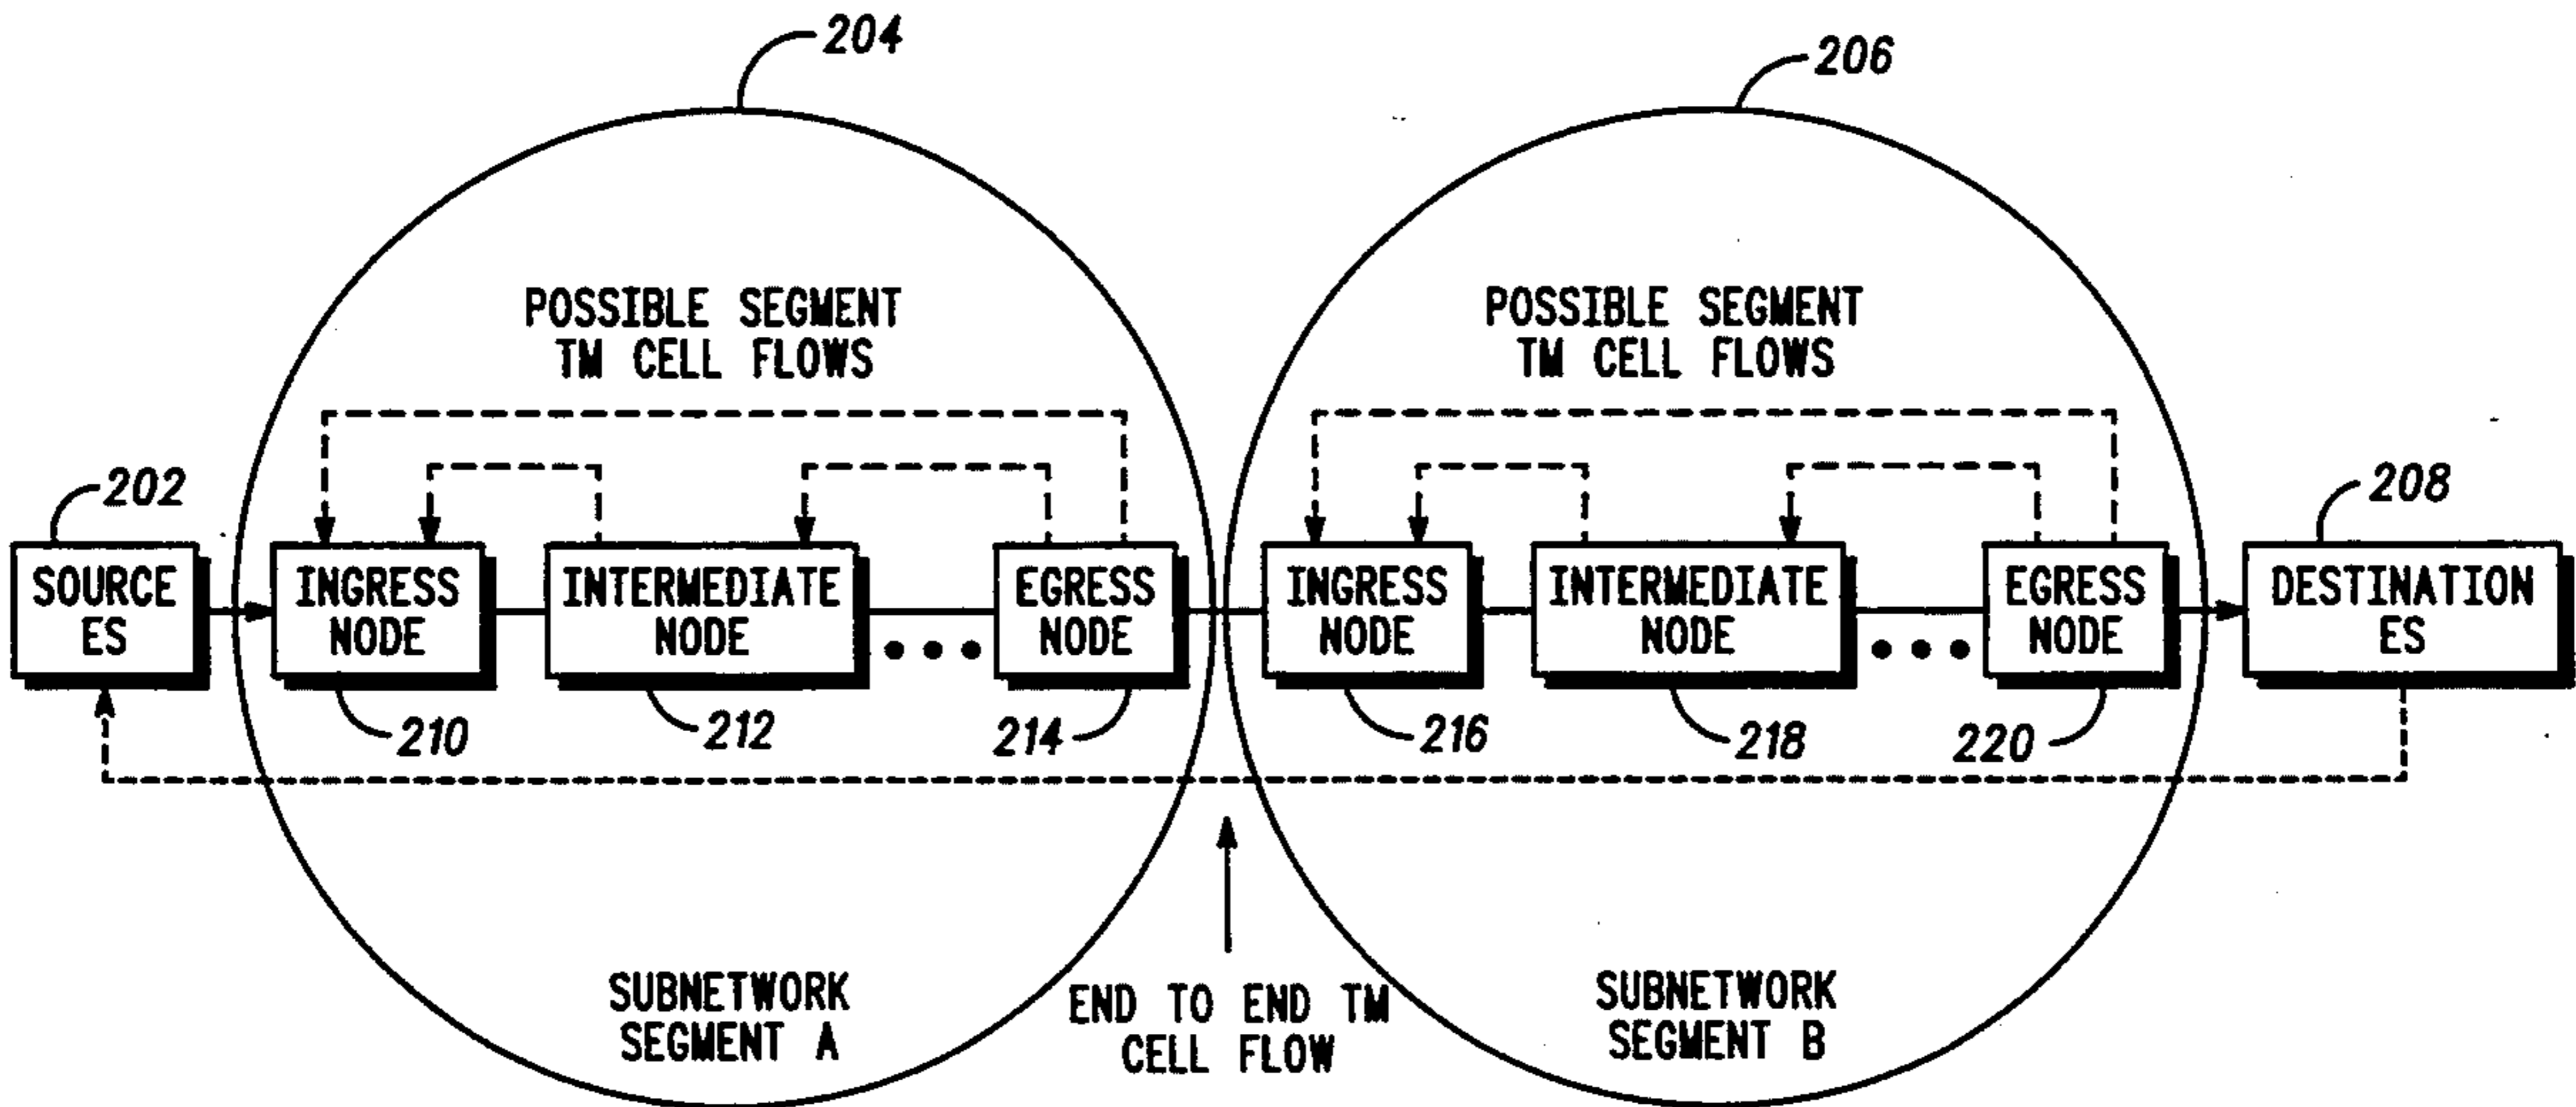 204
206
POSSIBLE SEGMENT
TM CELL FLOWS
POSSIBLE SEGMENT
TM CELL FLOWS
202
208
SOURCE
ES
INGRESS
NODE
INTERMEDIATE
NODE
EGRESS
NODE
INGRESS
NODE
INTERMEDIATE
NODE
EGRESS
NODE
DESTINATION
ES
210
212
214
216
218
220
SUBNETWORK
SEGMENT A
END TO END TM
CELL FLOW
SUBNETWORK
SEGMENT B